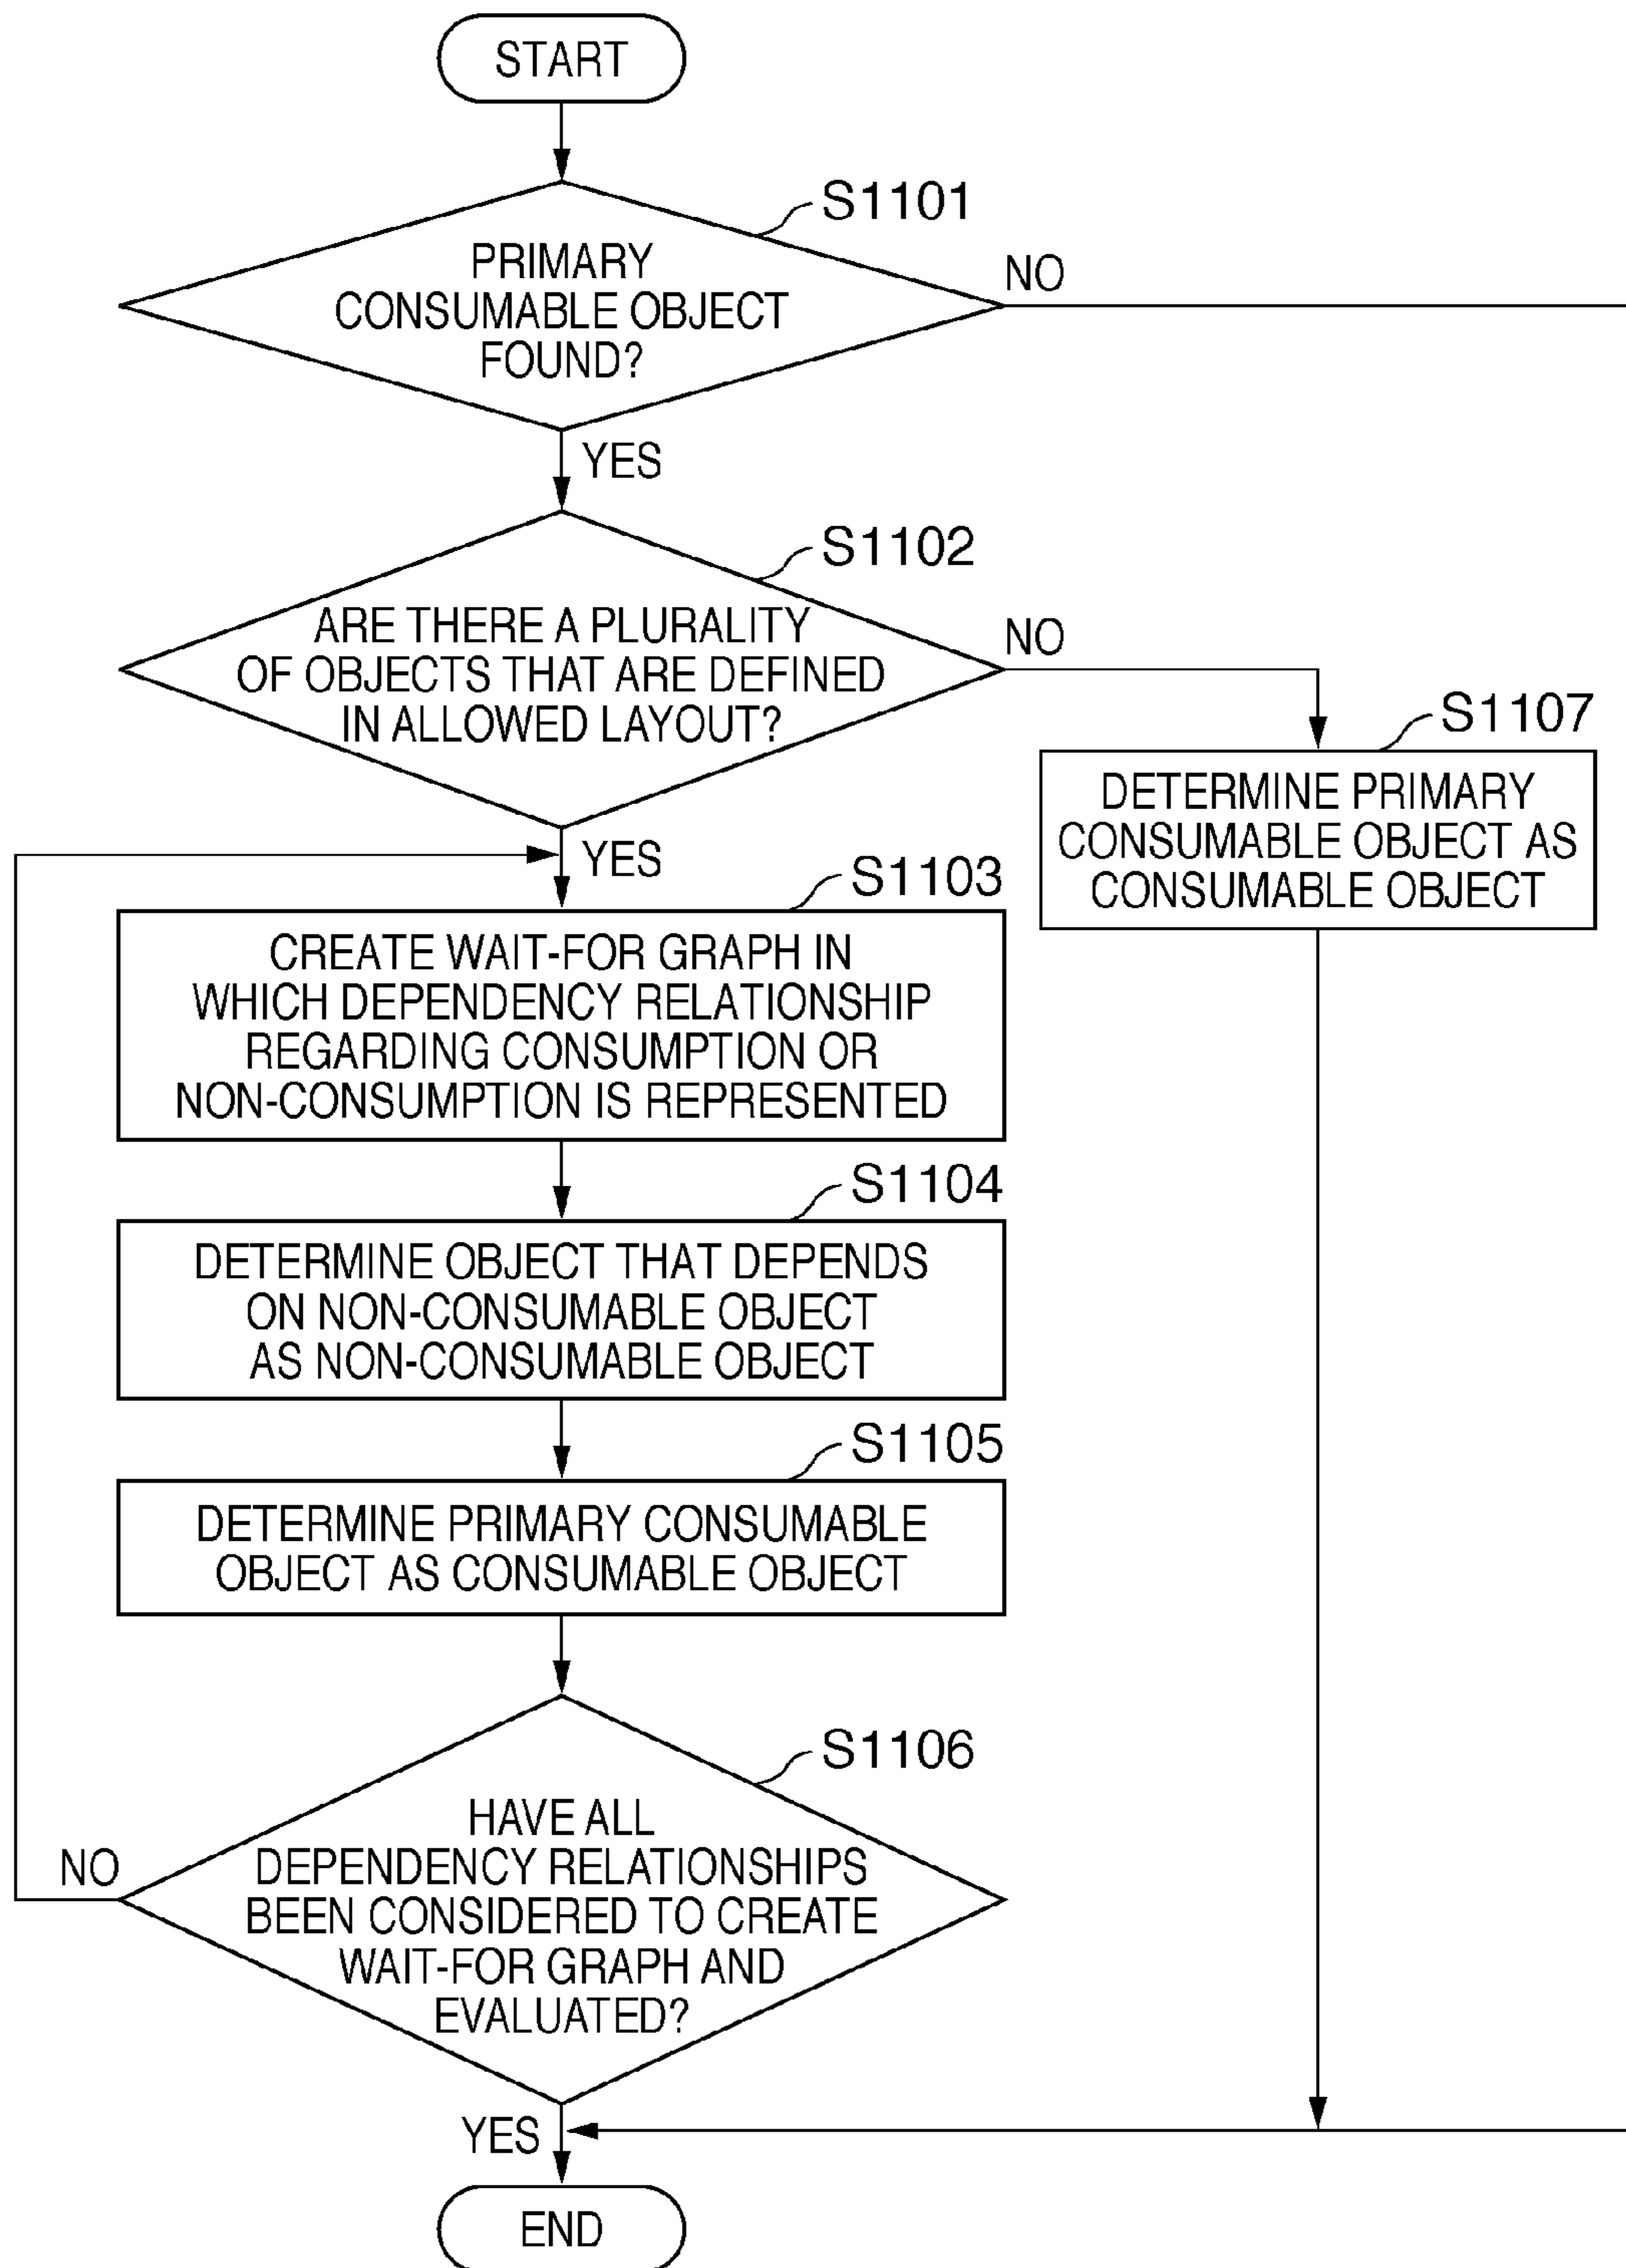 START
S1101
PRIMARY
CONSUMABLE OBJECT
FOUND?
NO
YES
S1102
ARE THERE A PLURALITY
OF OBJECTS THAT ARE DEFINED
IN ALLOWED LAYOUT?
NO
S1107
DETERMINE PRIMARY
CONSUMABLE OBJECT AS
CONSUMABLE OBJECT
YES
S1103
CREATE WAIT-FOR GRAPH IN
WHICH DEPENDENCY RELATIONSHIP
REGARDING CONSUMPTION OR
NON-CONSUMPTION IS REPRESENTED
S1104
DETERMINE OBJECT THAT DEPENDS
ON NON-CONSUMABLE OBJECT
AS NON-CONSUMABLE OBJECT
S1105
DETERMINE PRIMARY CONSUMABLE
OBJECT AS CONSUMABLE OBJECT
S1106
HAVE ALL
DEPENDENCY RELATIONSHIPS
BEEN CONSIDERED TO CREATE
WAIT-FOR GRAPH AND
EVALUATED?
NO
YES
END